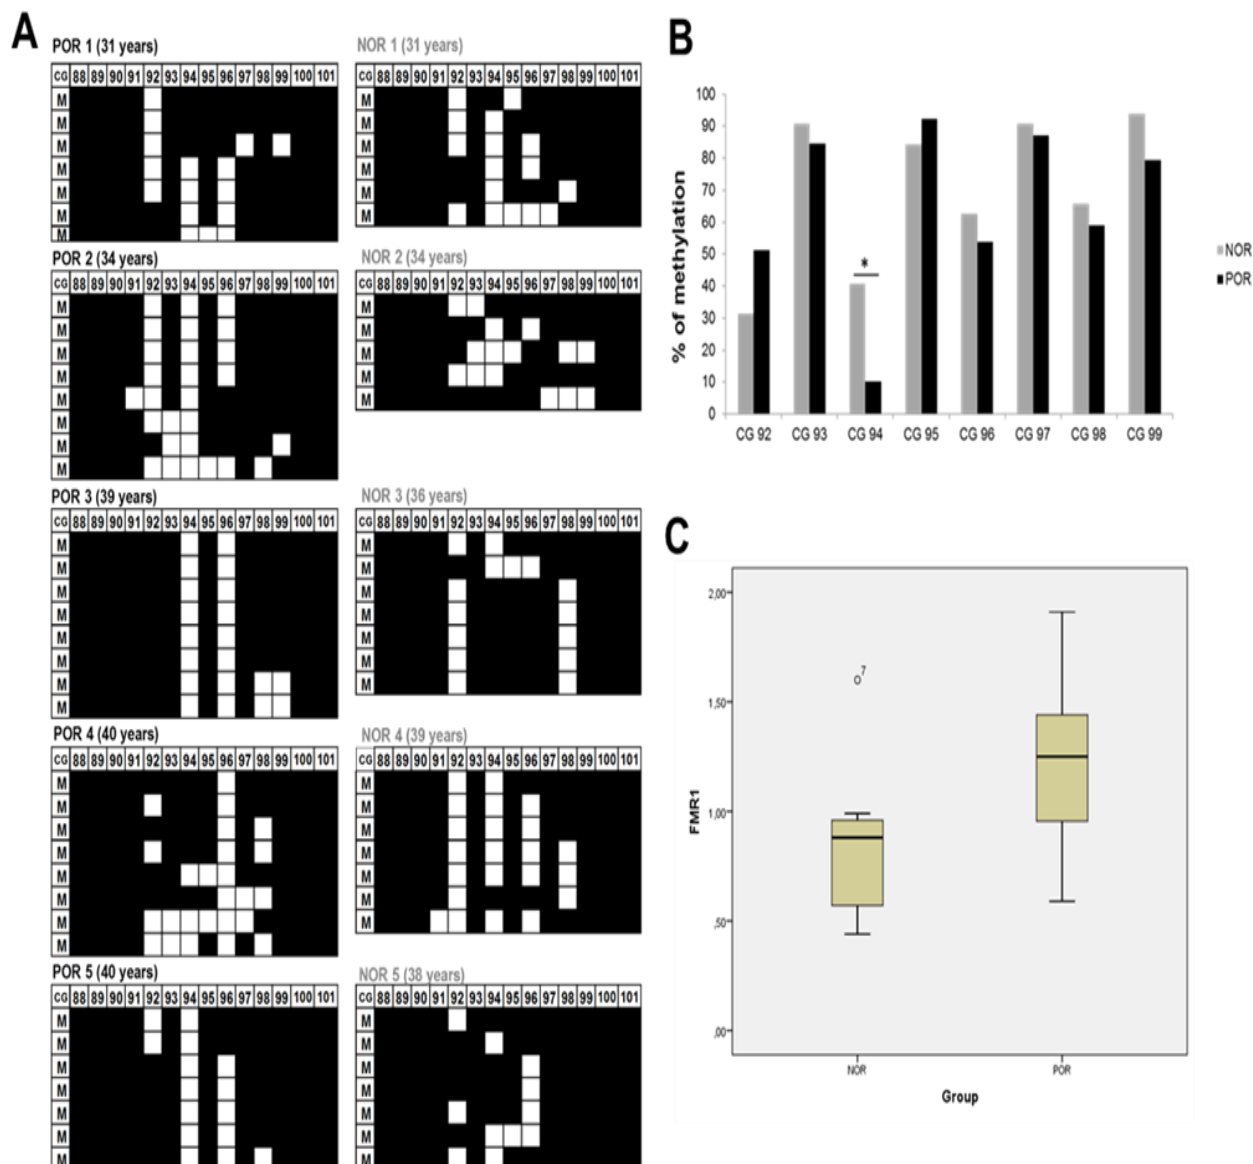 A
POR 1 (31 years)
CG 88 89 90 91 92 93 94 95 96 97 98 99 100 101
M
M
M
M
M
M
M
NOR 1 (31 years)
CG 88 89 90 91 92 93 94 95 96 97 98 99 100 101
M
M
M
M
M
M
POR 2 (34 years)
CG 88 89 90 91 92 93 94 95 96 97 98 99 100 101
M
M
M
M
M
M
M
M
NOR 2 (34 years)
CG 88 89 90 91 92 93 94 95 96 97 98 99 100 101
M
M
M
M
M
POR 3 (39 years)
CG 88 89 90 91 92 93 94 95 96 97 98 99 100 101
M
M
M
M
M
M
M
M
NOR 3 (36 years)
CG 88 89 90 91 92 93 94 95 96 97 98 99 100 101
M
M
M
M
M
M
M
POR 4 (40 years)
CG 88 89 90 91 92 93 94 95 96 97 98 99 100 101
M
M
M
M
M
M
M
M
NOR 4 (39 years)
CG 88 89 90 91 92 93 94 95 96 97 98 99 100 101
M
M
M
M
M
M
M
POR 5 (40 years)
CG 88 89 90 91 92 93 94 95 96 97 98 99 100 101
M
M
M
M
M
M
M
NOR 5 (38 years)
CG 88 89 90 91 92 93 94 95 96 97 98 99 100 101
M
M
M
M
M
M
M
B
% of methylation
100
90
80
70
60
50
40
30
20
10
0
*
CG 92 CG 93 CG 94 CG 95 CG 96 CG 97 CG 98 CG 99
NOR
POR
C
FMR1
2,00
1,50
1,00
,50
,00
7
NOR POR
Group